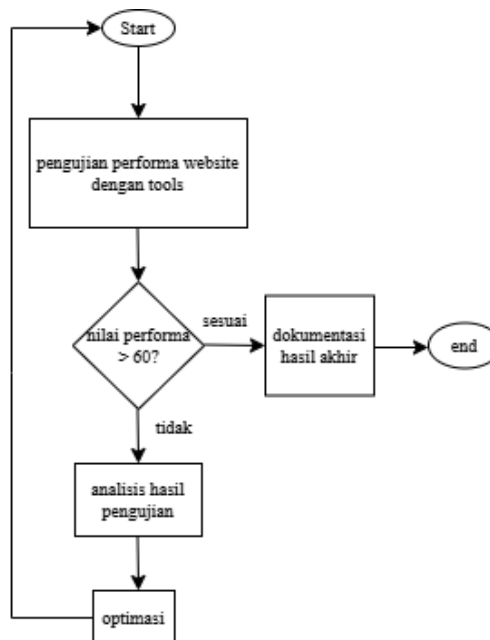 Start
pengujian performa website
dengan tools
nilai performa
> 60?
sesuai
dokumentasi
hasil akhir
end
tidak
analisis hasil
pengujian
optimasi